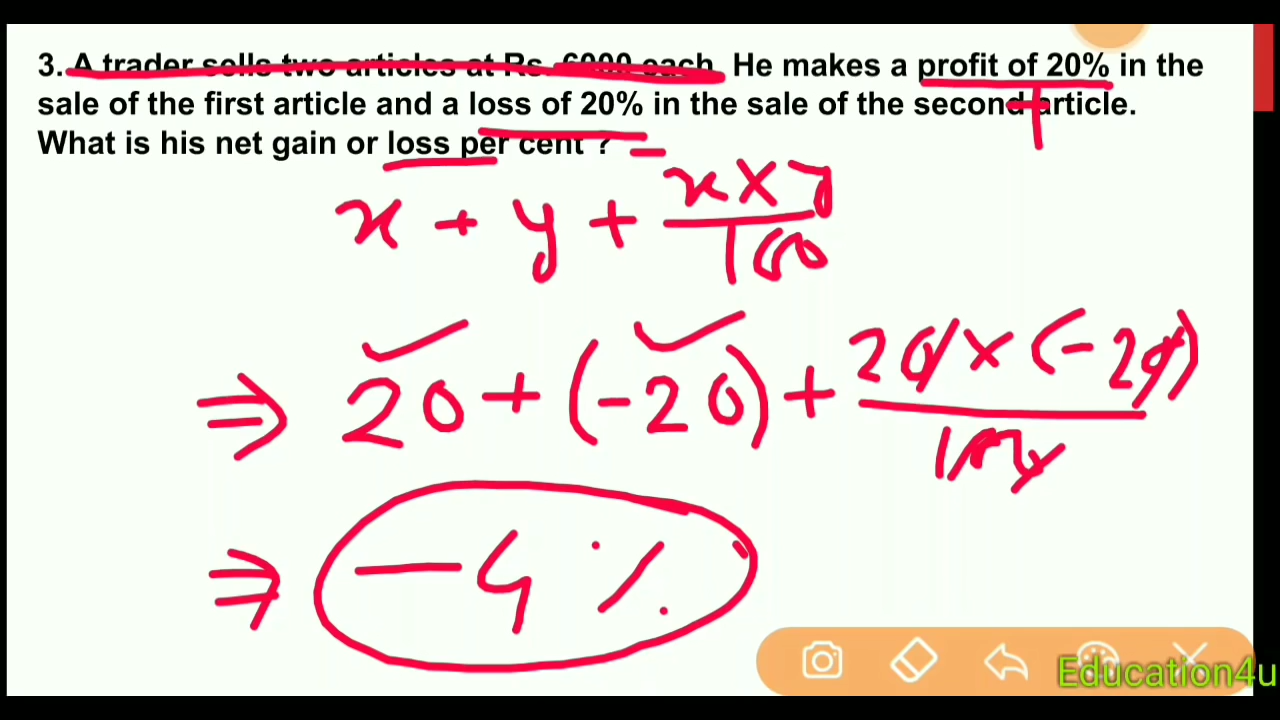 3. A trader sells two articles at Rs. 6000 each. He makes a profit of 20% in the
sale of the first article and a loss of 20% in the sale of the second article.
What is his net gain or loss per cent ?
x + y + x × y / 100
⇒ 20 + (-20) + 20 × (-20) / 100
⇒ -4 %
Education4u